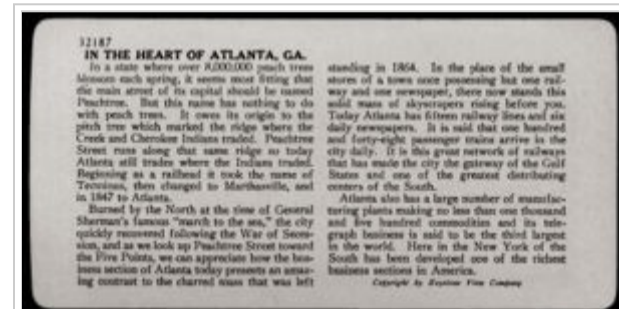 32187
IN THE HEART OF ATLANTA, GA.
In a state where over 8,000,000 peach trees
blossom each spring, it seems most fitting that
the main street of its capital should be named
Peachtree. But this name has nothing to do
with peach trees. It owes its origin to the
pitch tree which marked the ridge where the
Creek and Cherokee Indians traded. Peachtree
Street runs along that same ridge so today
Atlanta still trades where the Indians traded.
Beginning as a railhead it took the name of
Terminus, then changed to Marthasville, and
in 1847 to Atlanta.
Burned by the North at the time of General
Sherman's famous "march to the sea," the city
quickly recovered following the War of Seces-
sion, and as we look up Peachtree Street toward
the Five Points, we can appreciate how the bus-
iness section of Atlanta today presents an amaz-
ing contrast to the charred mass that was left
standing in 1864. In the place of the small
stores of a town once possessing but one rail-
way and one newspaper, there now stands this
solid mass of skyscrapers rising before you.
Today Atlanta has fifteen railway lines and six
daily newspapers. It is said that one hundred
and forty-eight passenger trains arrive in the
city daily. It is this great network of railways
that has made the city the gateway of the Gulf
States and one of the greatest distributing
centers of the South.
Atlanta also has a large number of manufac-
turing plants making no less than one thousand
and five hundred commodities and its tele-
graph business is said to be the third largest
in the world. Here in the New York of the
South has been developed one of the richest
business sections in America.
Copyright by Keystone View Company